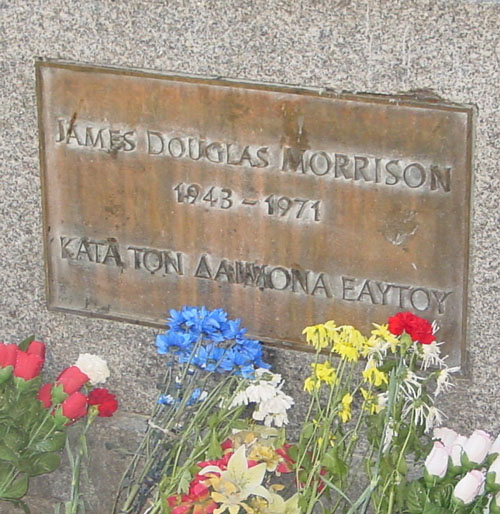 JAMES DOUGLAS MORRISON
1943 - 1971
ΚΑΤΑ ΤΟΝ ΔΑΙΜΟΝΑ ΕΑΥΤΟΥ